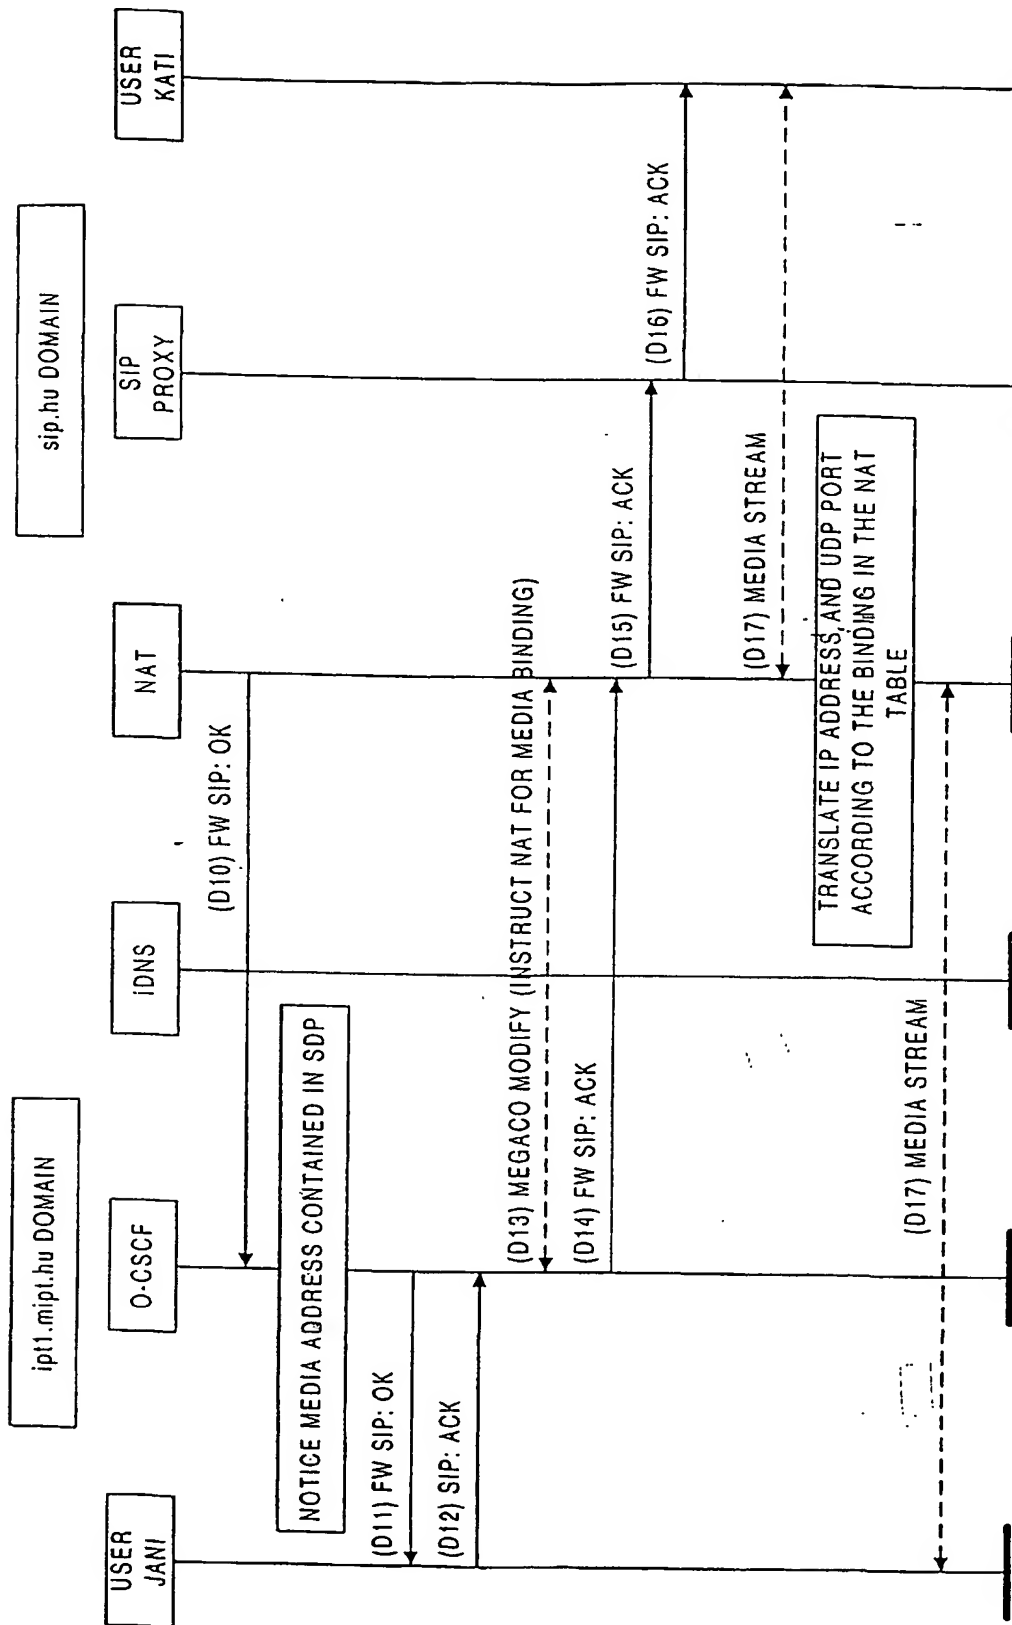 ipt1.mipt.hu DOMAIN
sip.hu DOMAIN
USER
JANI
O-CSCF
iDNS
NAT
SIP
PROXY
USER
KATI
(D10) FW SIP: OK
NOTICE MEDIA ADDRESS CONTAINED IN SDP
(D11) FW SIP: OK
(D12) SIP: ACK
(D13) MEGACO MODIFY (INSTRUCT NAT FOR MEDIA BINDING)
(D14) FW SIP: ACK
(D15) FW SIP: ACK
(D16) FW SIP: ACK
(D17) MEDIA STREAM
TRANSLATE IP ADDRESS, AND UDP PORT
ACCORDING TO THE BINDING IN THE NAT
TABLE
(D17) MEDIA STREAM